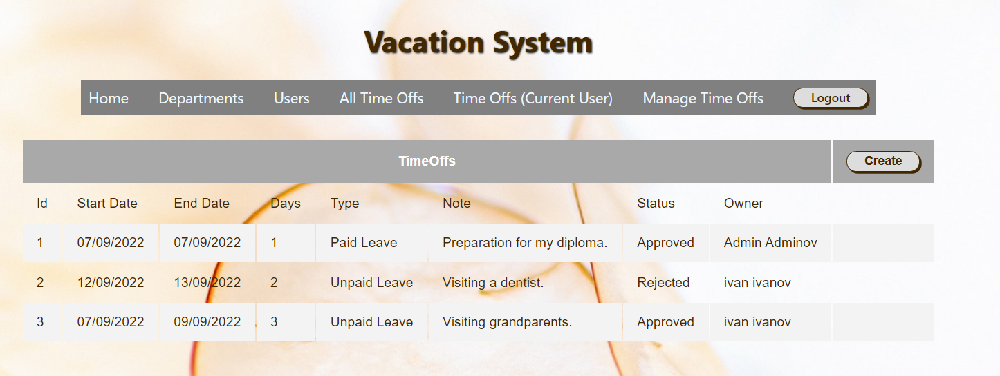 Vacation System
Home Departments Users All Time Offs Time Offs (Current User) Manage Time Offs Logout
TimeOffs Create
Id Start Date End Date Days Type Note Status Owner
1 07/09/2022 07/09/2022 1 Paid Leave Preparation for my diploma. Approved Admin Adminov
2 12/09/2022 13/09/2022 2 Unpaid Leave Visiting a dentist. Rejected ivan ivanov
3 07/09/2022 09/09/2022 3 Unpaid Leave Visiting grandparents. Approved ivan ivanov